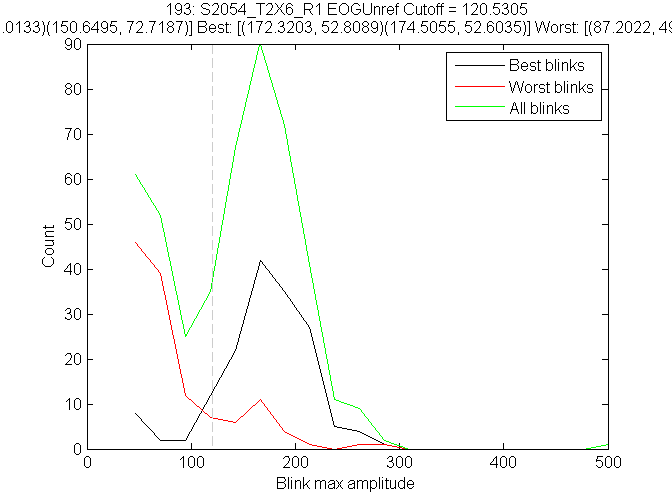 193: S2054_T2X6_R1 EOGUnref Cutoff = 120.5305
.0133)(150.6495, 72.7187)] Best: [(172.3203, 52.8089)(174.5055, 52.6035)] Worst: [(87.2022, 49
90
80
70
60
50
40
30
20
10
0
Count
Best blinks
Worst blinks
All blinks
0 100 200 300 400 500
Blink max amplitude